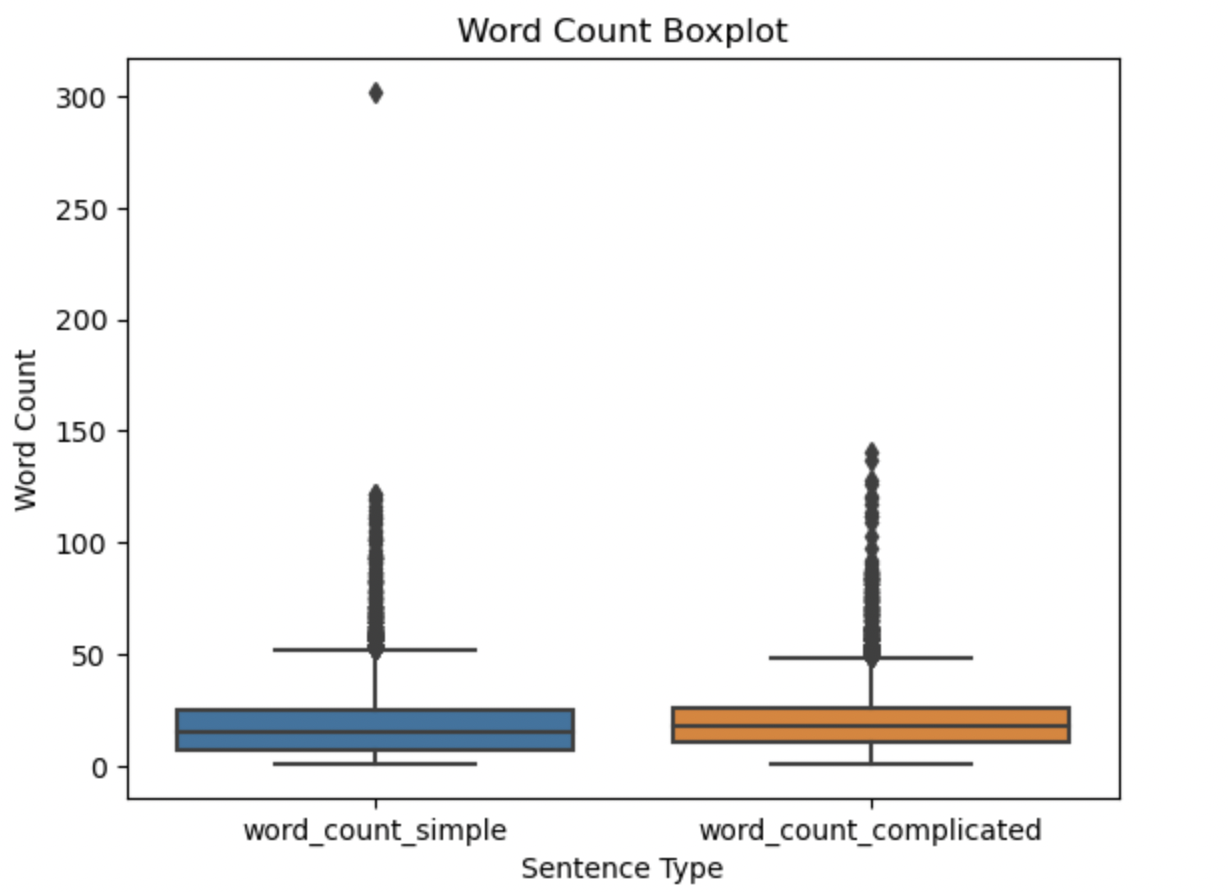 Word Count Boxplot
300
250
200
150
100
50
0
Word Count
word_count_simple
word_count_complicated
Sentence Type